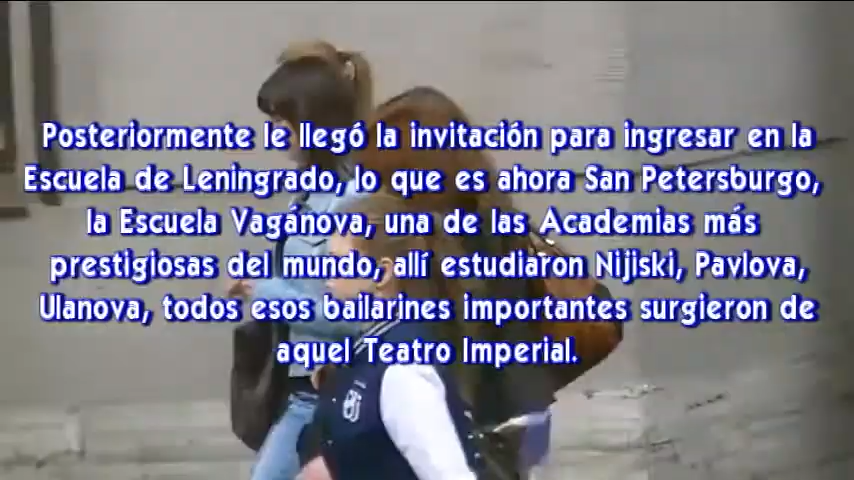 Posteriormente le llegó la invitación para ingresar en la
Escuela de Leningrado, lo que es ahora San Petersburgo,
la Escuela Vagánova, una de las Academias más
prestigiosas del mundo, allí estudiaron Nijiski, Pavlova,
Ulanova, todos esos bailarines importantes surgieron de
aquel Teatro Imperial.